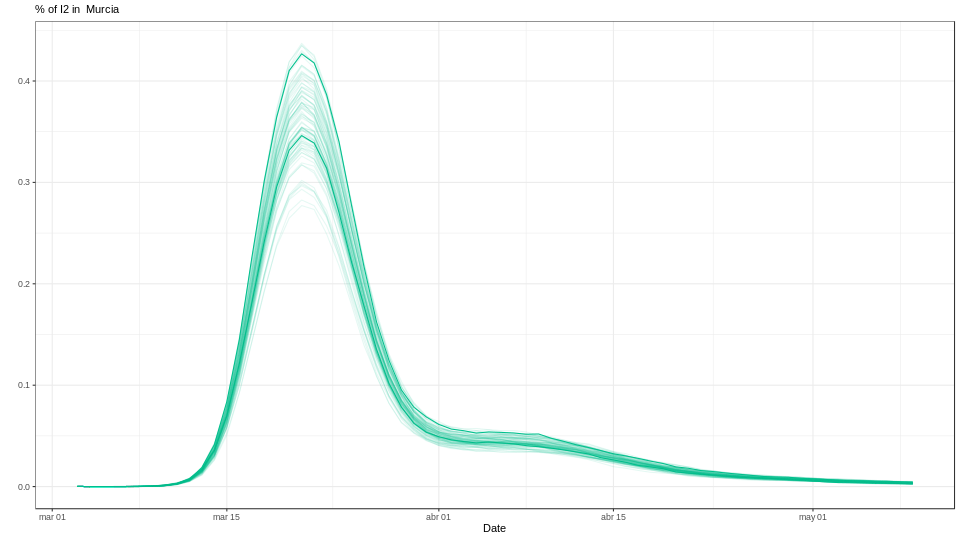 % of I2 in  Murcia
0.4
0.3
0.2
0.1
0.0
mar 01
mar 15
abr 01
abr 15
may 01
Date